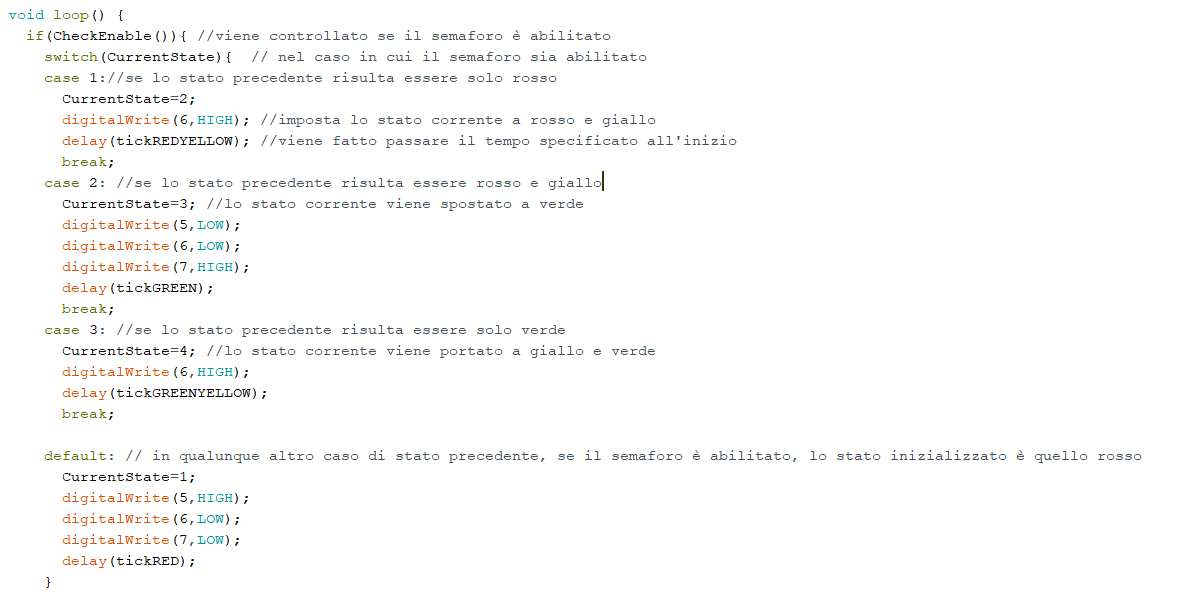 void loop() {
  if(CheckEnable()){ //viene controllato se il semaforo è abilitato
    switch(CurrentState){  // nel caso in cui il semaforo sia abilitato
    case 1://se lo stato precedente risulta essere solo rosso
      CurrentState=2;
      digitalWrite(6,HIGH); //imposta lo stato corrente a rosso e giallo
      delay(tickREDYELLOW); //viene fatto passare il tempo specificato all'inizio
      break;
    case 2: //se lo stato precedente risulta essere rosso e giallo
      CurrentState=3; //lo stato corrente viene spostato a verde
      digitalWrite(5,LOW);
      digitalWrite(6,LOW);
      digitalWrite(7,HIGH);
      delay(tickGREEN);
      break;
    case 3: //se lo stato precedente risulta essere solo verde
      CurrentState=4; //lo stato corrente viene portato a giallo e verde
      digitalWrite(6,HIGH);
      delay(tickGREENYELLOW);
      break;

    default: // in qualunque altro caso di stato precedente, se il semaforo è abilitato, lo stato inizializzato è quello rosso
      CurrentState=1;
      digitalWrite(5,HIGH);
      digitalWrite(6,LOW);
      digitalWrite(7,LOW);
      delay(tickRED);
    }